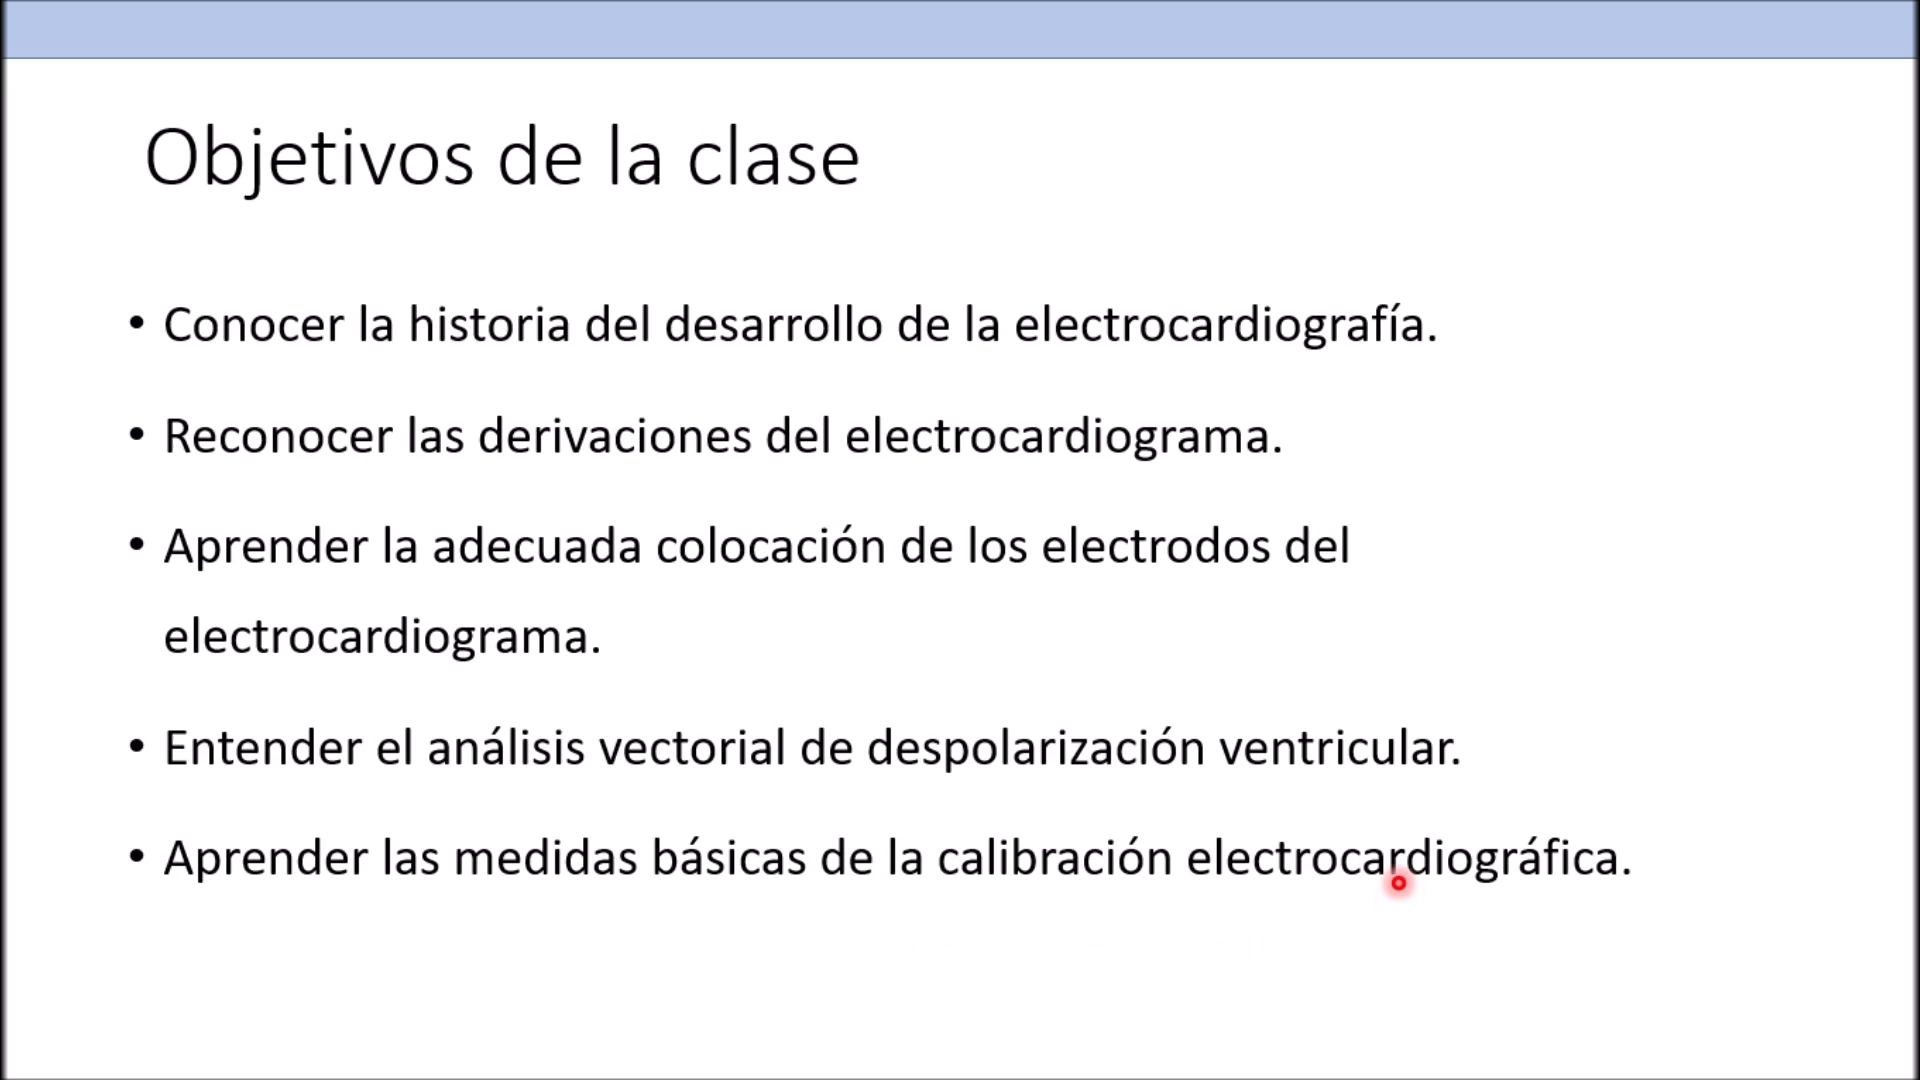 Objetivos de la clase
• Conocer la historia del desarrollo de la electrocardiografía.
• Reconocer las derivaciones del electrocardiograma.
• Aprender la adecuada colocación de los electrodos del
electrocardiograma.
• Entender el análisis vectorial de despolarización ventricular.
• Aprender las medidas básicas de la calibración electrocardiográfica.